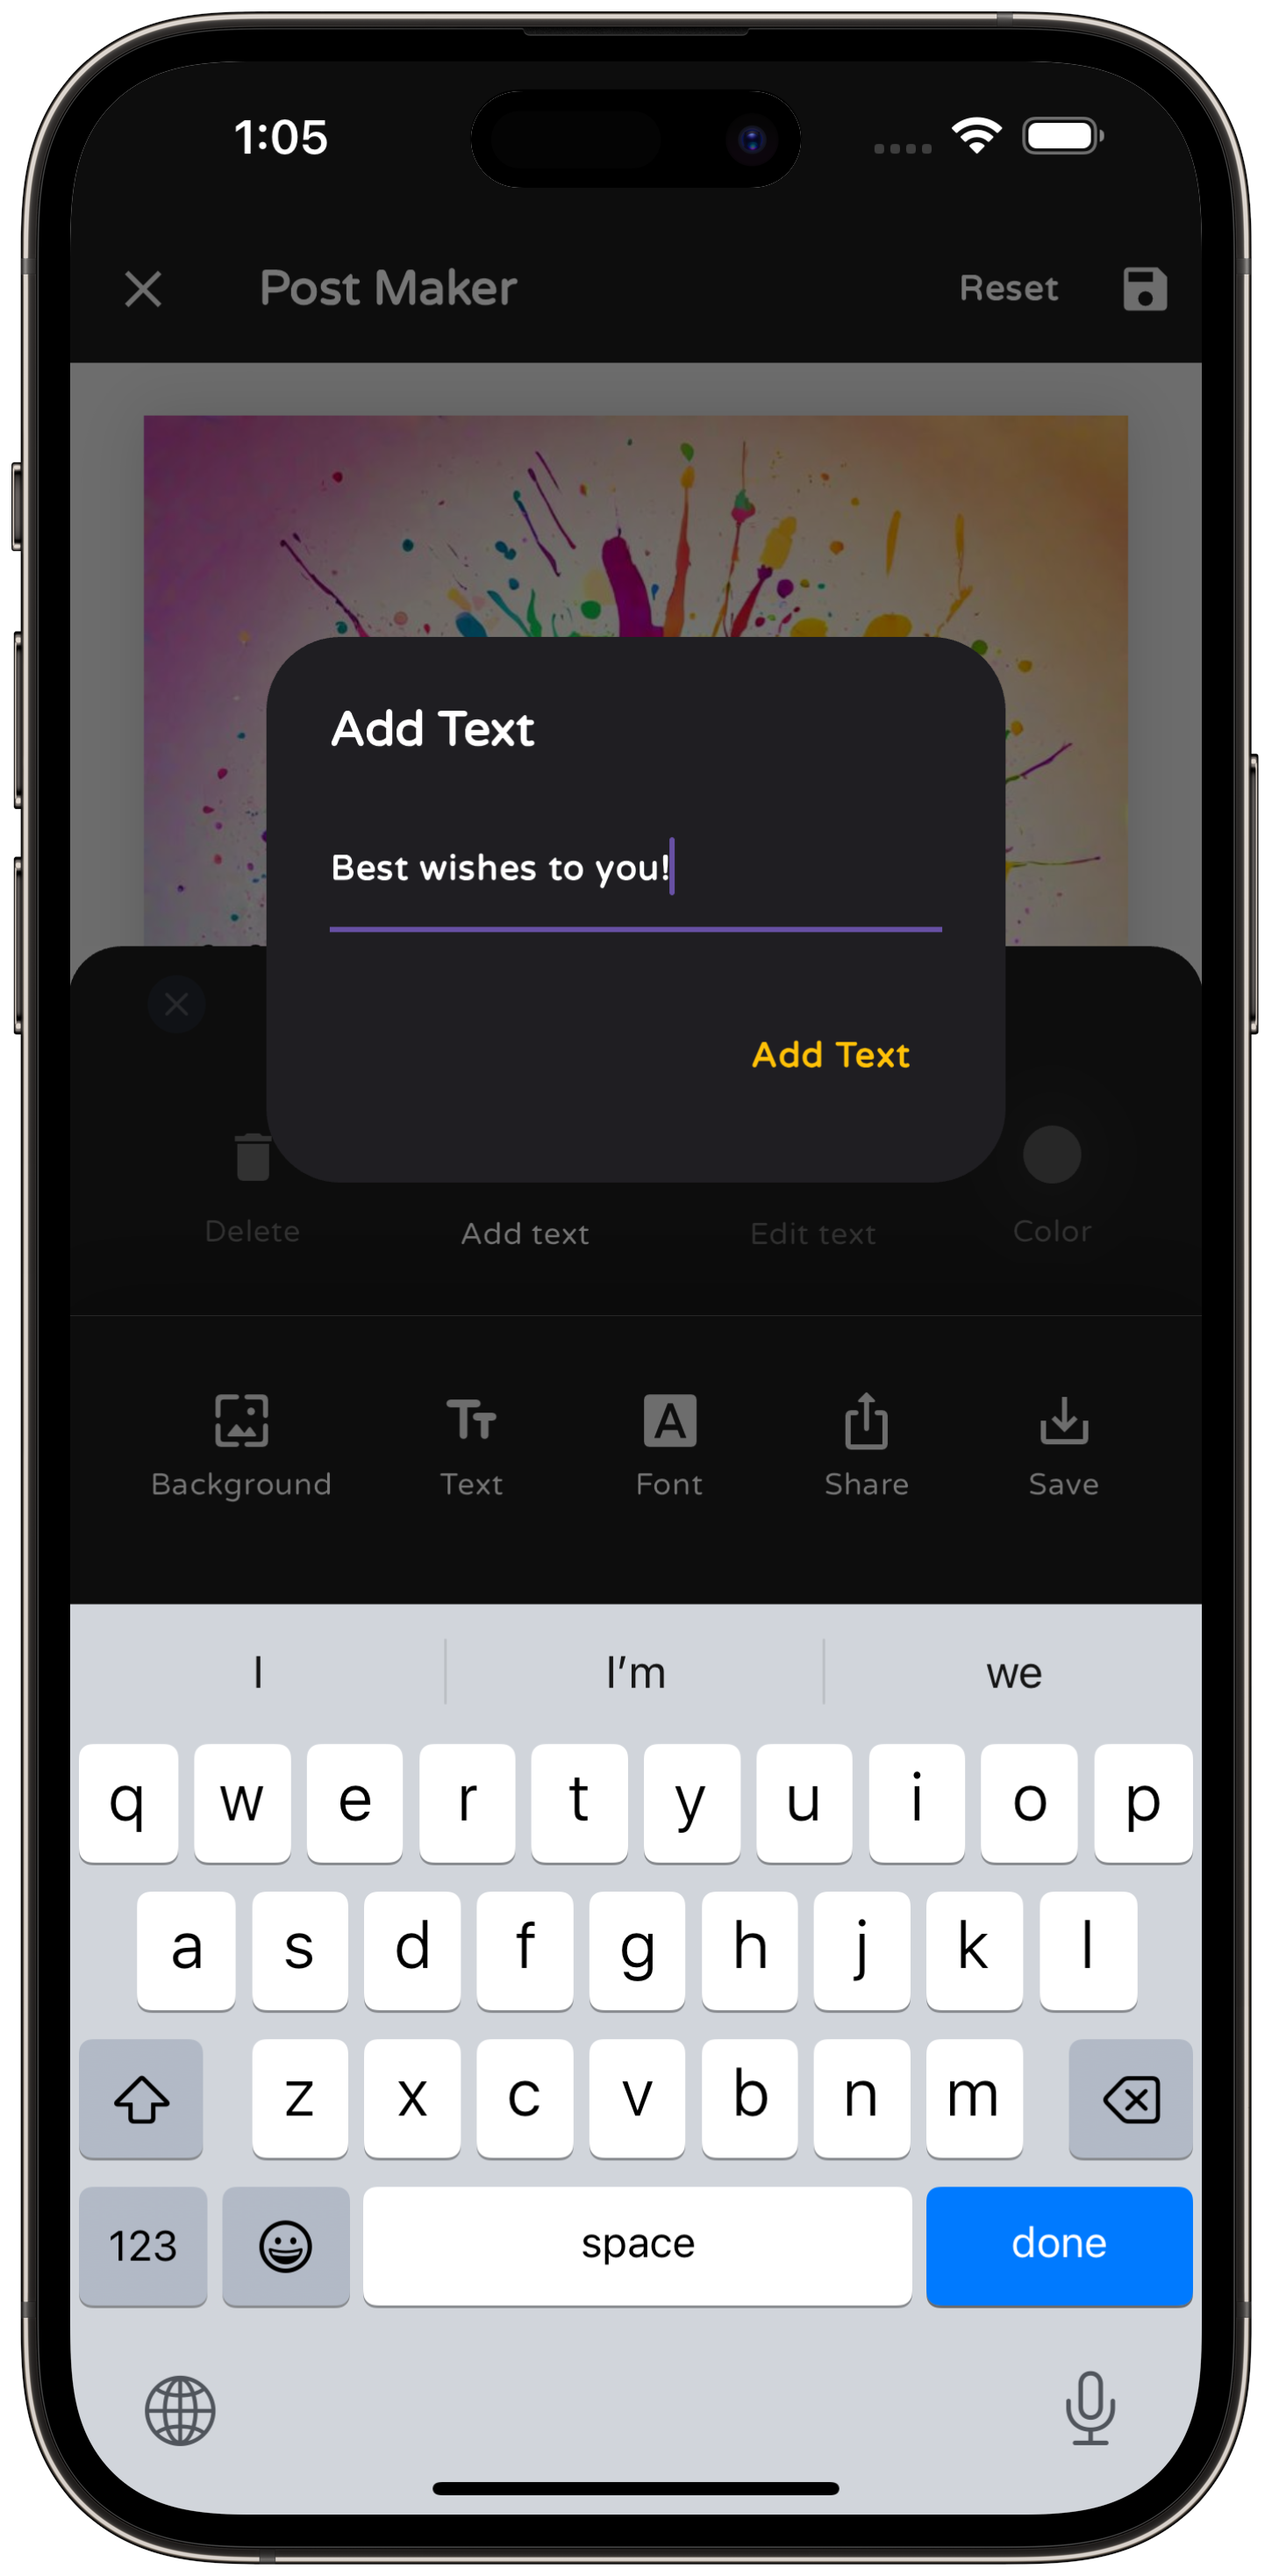 1:05
Post Maker
Reset
Add Text
Best wishes to you!
Add Text
Delete
Add text
Edit text
Color
Background
Text
Font
Share
Save
I
I'm
we
q w e r t y u i o p
a s d f g h j k l
z x c v b n m
123
space
done